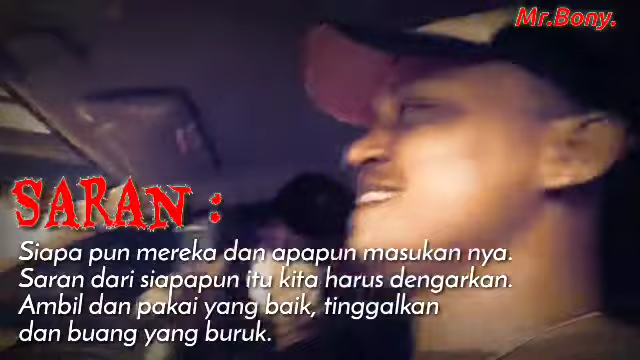 Mr.Bony.
SARAN :
Siapa pun mereka dan apapun masukan nya.
Saran dari siapapun itu kita harus dengarkan.
Ambil dan pakai yang baik, tinggalkan
dan buang yang buruk.